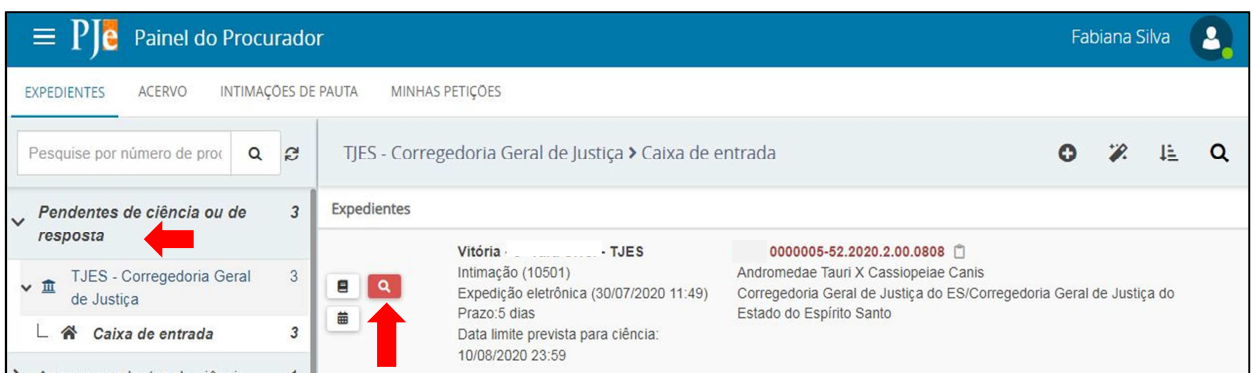 PJe Painel do Procurador
Fabiana Silva
EXPEDIENTES ACERVO INTIMAÇÕES DE PAUTA MINHAS PETIÇÕES
Pesquise por número de proc
TJES - Corregedoria Geral de Justiça > Caixa de entrada
Pendentes de ciência ou de 3
resposta
TJES - Corregedoria Geral 3
de Justiça
Caixa de entrada 3
Expedientes
Vitória - - TJES
Intimação (10501)
Expedição eletrônica (30/07/2020 11:49)
Prazo:5 dias
Data limite prevista para ciência:
10/08/2020 23:59
0000005-52.2020.2.00.0808
Andromedae Tauri X Cassiopeiae Canis
Corregedoria Geral de Justiça do ES/Corregedoria Geral de Justiça do
Estado do Espírito Santo